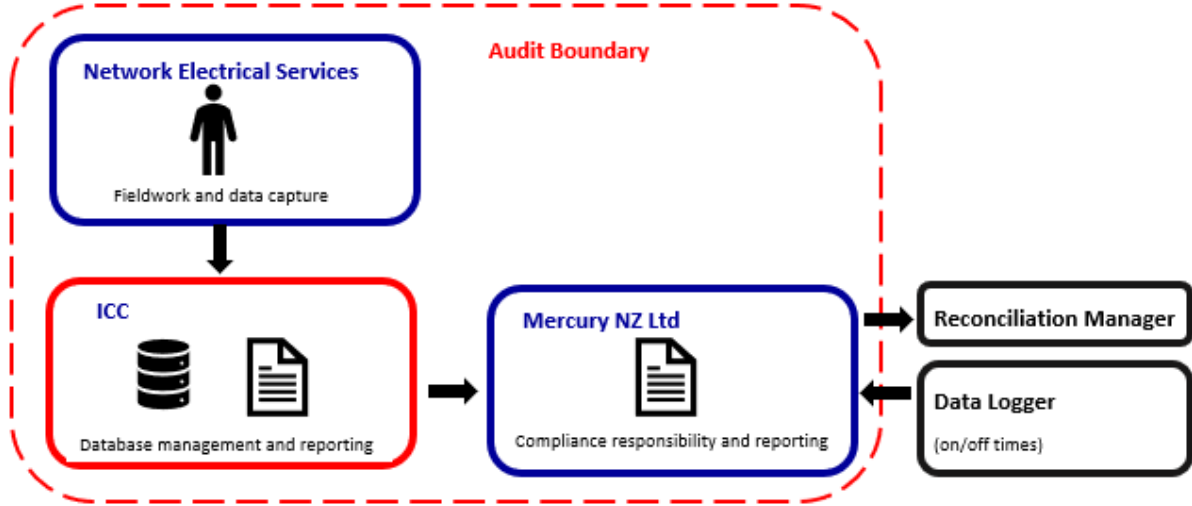 Audit Boundary
Network Electrical Services
Fieldwork and data capture
ICC
Database management and reporting
Mercury NZ Ltd
Compliance responsibility and reporting
Reconciliation Manager
Data Logger
(on/off times)